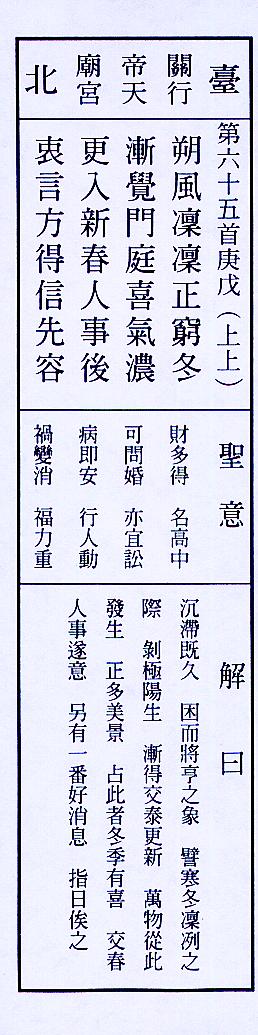 臺北
關行
帝天
廟宮
第六十五首庚戊（上上）
朔風凜凜正窮冬
漸覺門庭喜氣濃
更入新春人事後
衷言方得信先容
聖意
財多得 名高中
可問婚 亦宜訟
病即安 行人動
禍變消 福力重
解曰
沉滯既久 困而將亨之象 譬寒冬凜冽之
際 剝極陽生 漸得交泰更新 萬物從此
發生 正多美景 占此者冬季有喜 交春
人事遂意 另有一番好消息 指日俟之